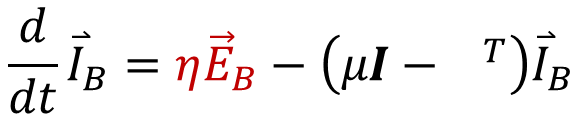 d/dt I⃗_B = ηE⃗_B − (μI −   ^T)I⃗_B